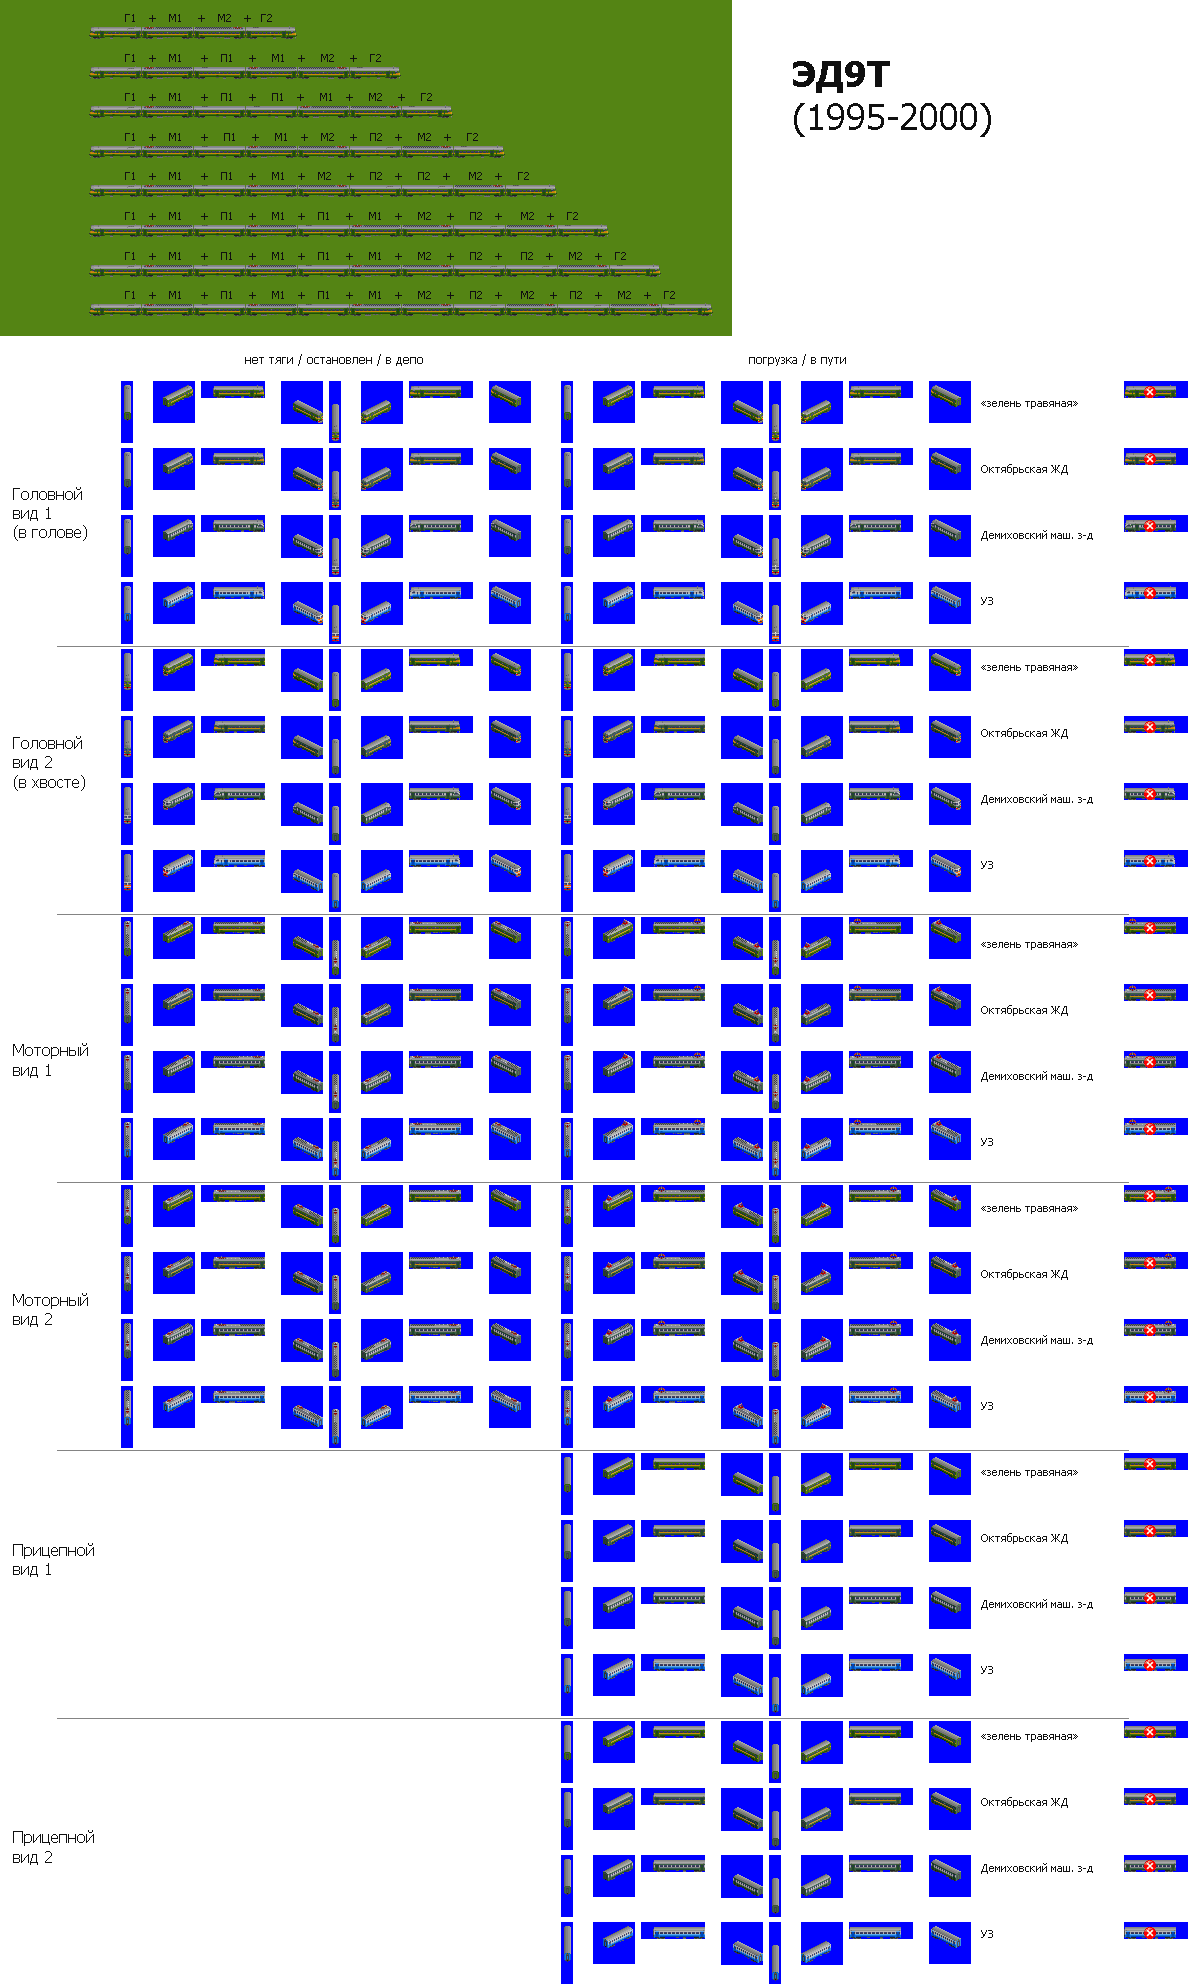 Г1 + М1 + М2 + Г2
Г1 + М1 + П1 + М1 + М2 + Г2
Г1 + М1 + П1 + П1 + М1 + М2 + Г2
Г1 + М1 + П1 + М1 + М2 + П2 + М2 + Г2
Г1 + М1 + П1 + М1 + М2 + П2 + П2 + М2 + Г2
Г1 + М1 + П1 + М1 + П1 + М1 + М2 + П2 + М2 + Г2
Г1 + М1 + П1 + М1 + П1 + М1 + М2 + П2 + П2 + М2 + Г2
Г1 + М1 + П1 + М1 + П1 + М1 + М2 + П2 + М2 + П2 + М2 + Г2
ЭД9Т
(1995-2000)
нет тяги / остановлен / в депо
погрузка / в пути
Головной
вид 1
(в голове)
«зелень травяная»
Октябрьская ЖД
Демиховский маш. з-д
УЗ
Головной
вид 2
(в хвосте)
«зелень травяная»
Октябрьская ЖД
Демиховский маш. з-д
УЗ
Моторный
вид 1
«зелень травяная»
Октябрьская ЖД
Демиховский маш. з-д
УЗ
Моторный
вид 2
«зелень травяная»
Октябрьская ЖД
Демиховский маш. з-д
УЗ
Прицепной
вид 1
«зелень травяная»
Октябрьская ЖД
Демиховский маш. з-д
УЗ
Прицепной
вид 2
«зелень травяная»
Октябрьская ЖД
Демиховский маш. з-д
УЗ